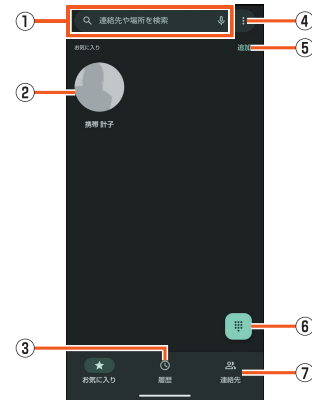 ① 連絡先や場所を検索 ④
お気に入り 追加 ⑤
②
携帯 計子
⑥
③
お気に入り 履歴 連絡先 ⑦